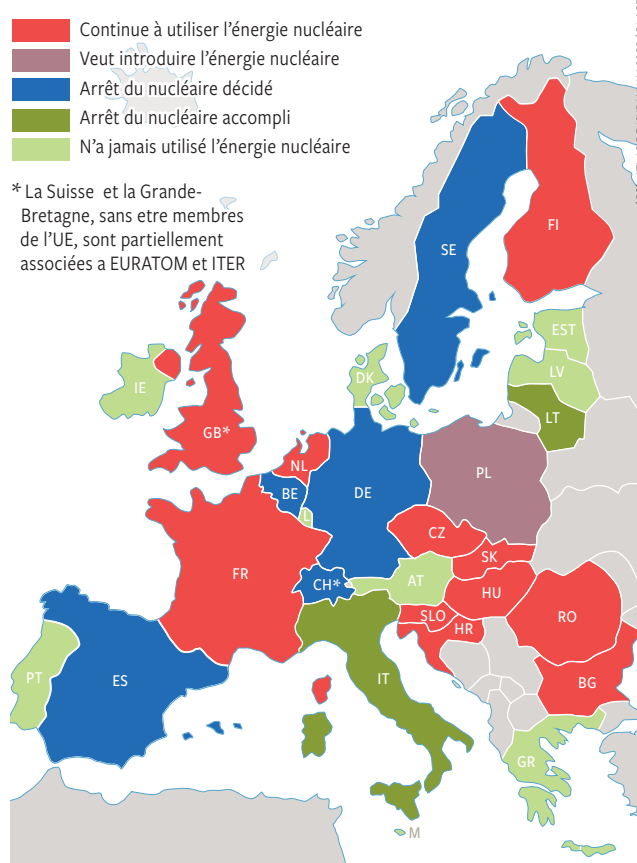 Continue à utiliser l'énergie nucléaire
Veut introduire l'énergie nucléaire
Arrêt du nucléaire décidé
Arrêt du nucléaire accompli
N'a jamais utilisé l'énergie nucléaire
* La Suisse et la Grande-
Bretagne, sans etre membres
de l'UE, sont partiellement
associées a EURATOM et ITER
FI
SE
EST
LV
LT
DK
IE
GB*
NL
BE
L
DE
PL
CZ
SK
FR
CH*
AT
HU
SLO
HR
RO
BG
PT
ES
IT
GR
M